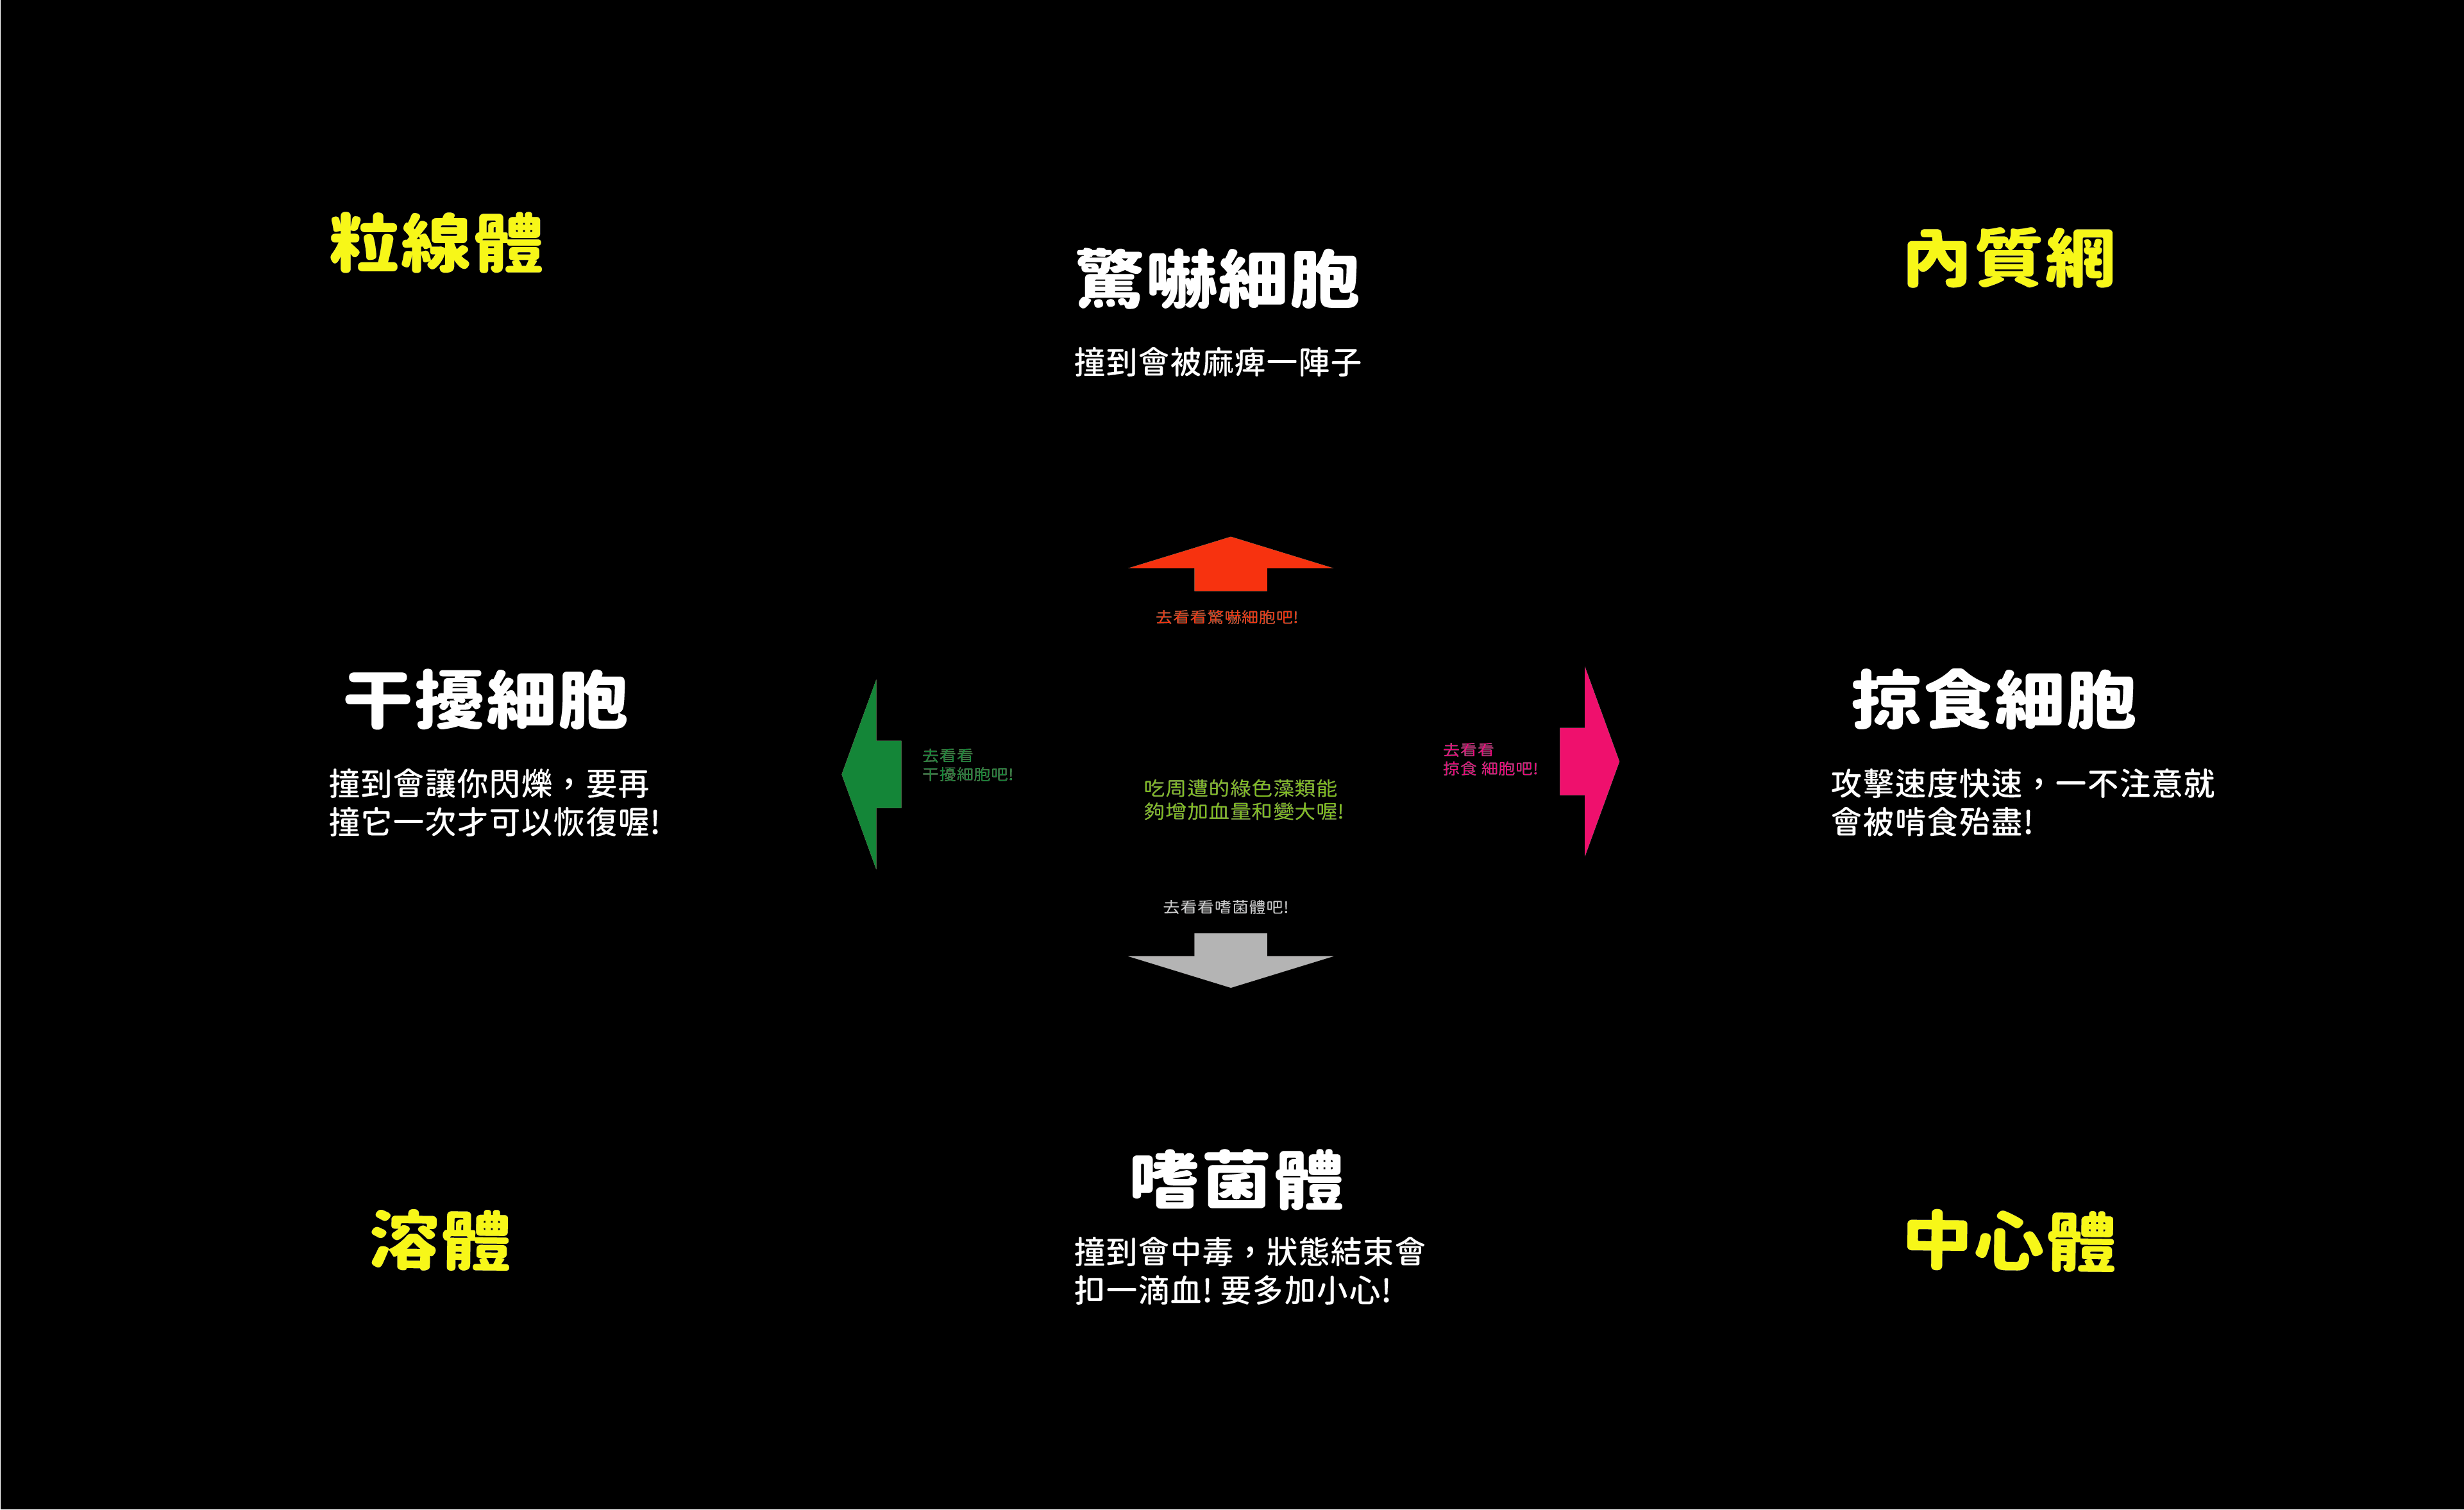 粒線體
內質網
驚嚇細胞
撞到會被麻痺一陣子
去看看驚嚇細胞吧!
干擾細胞
撞到會讓你閃爍，要再
撞它一次才可以恢復喔!
去看看
干擾細胞吧!
吃周遭的綠色藻類能
夠增加血量和變大喔!
去看看
掠食 細胞吧!
掠食細胞
攻擊速度快速，一不注意就
會被啃食殆盡!
去看看嗜菌體吧!
嗜菌體
撞到會中毒，狀態結束會
扣一滴血! 要多加小心!
溶體
中心體